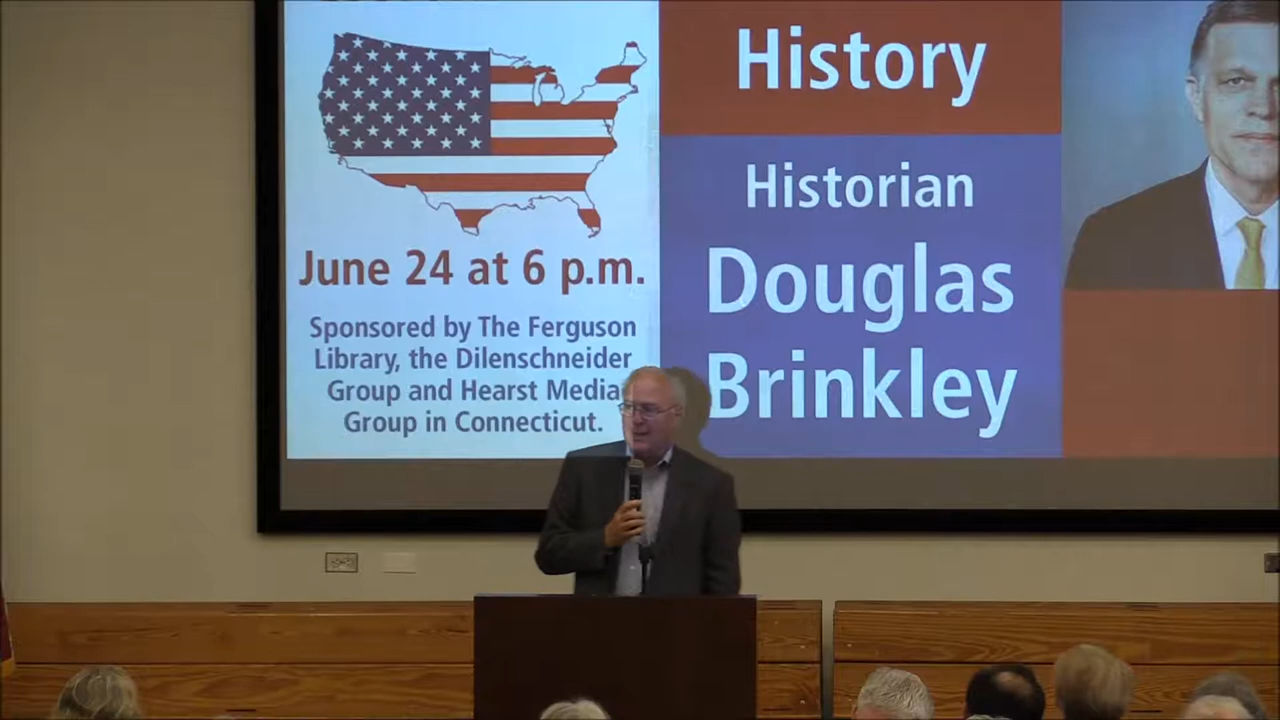 June 24 at 6 p.m.
Sponsored by The Ferguson
Library, the Dilenschneider
Group and Hearst Media
Group in Connecticut.
History
Historian
Douglas
Brinkley